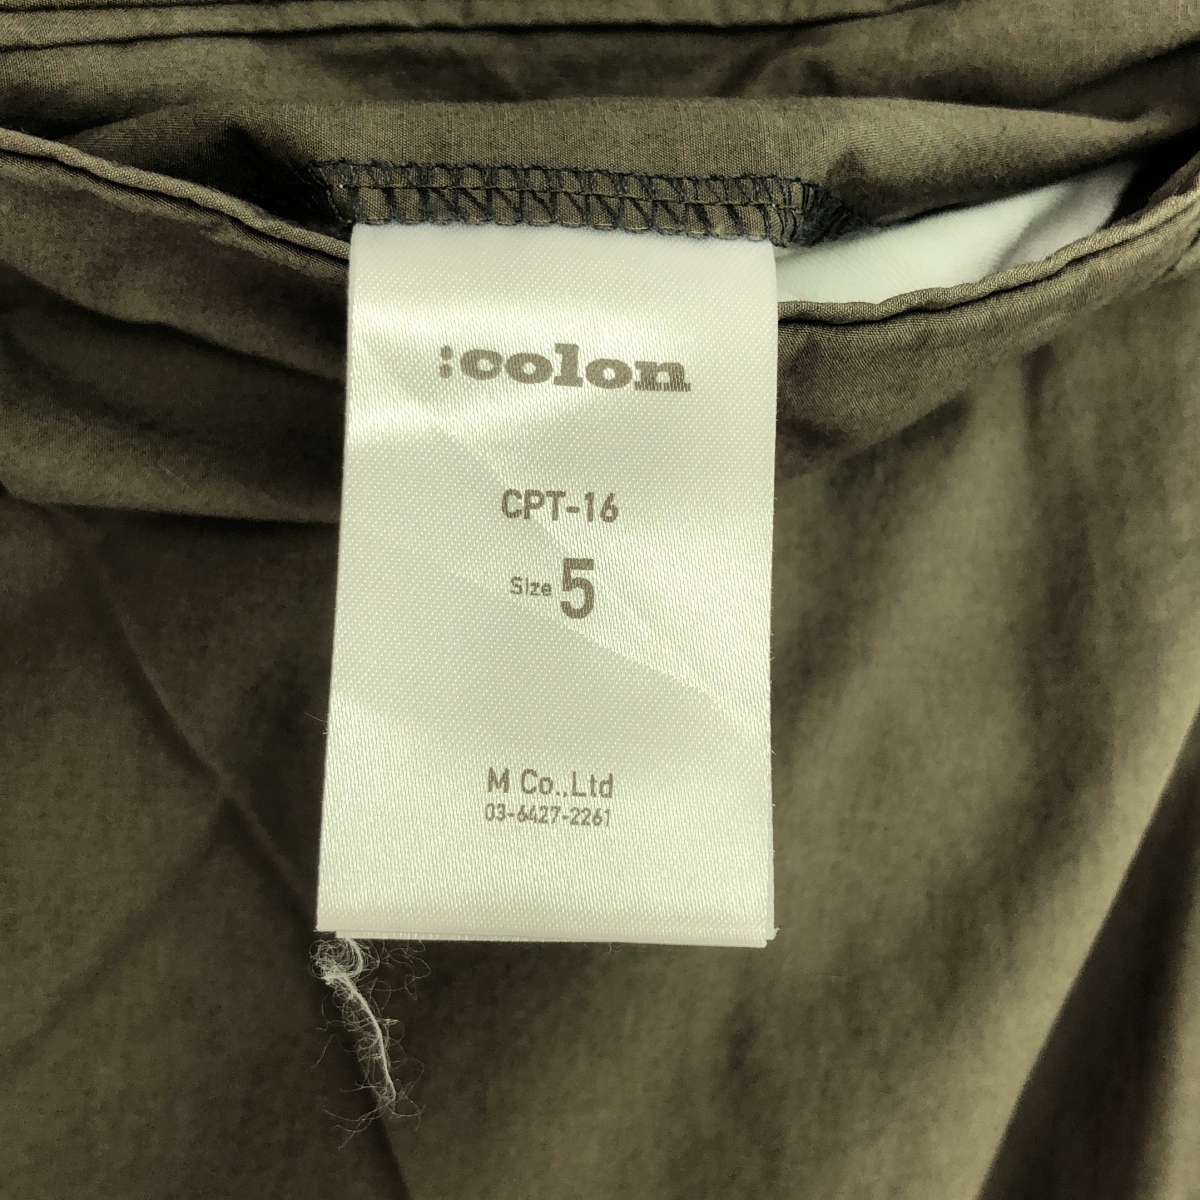 :colon
CPT-16
Size 5
M Co.,Ltd
03-6427-2261